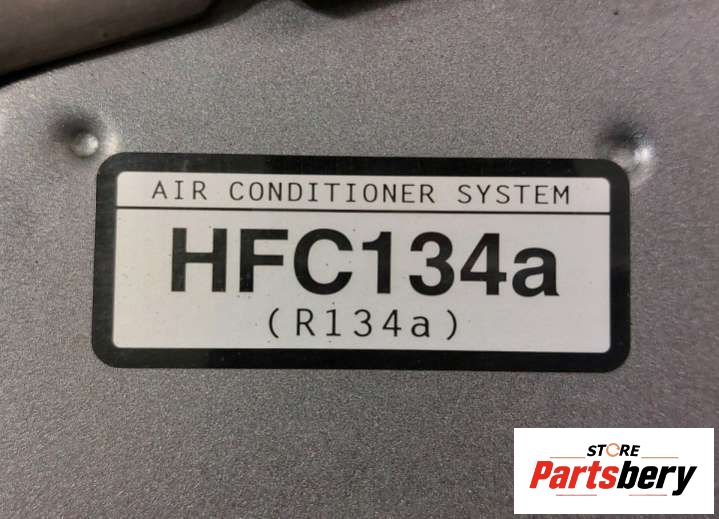 AIR CONDITIONER SYSTEM
HFC134a
(R134a)
STORE
Partsbery